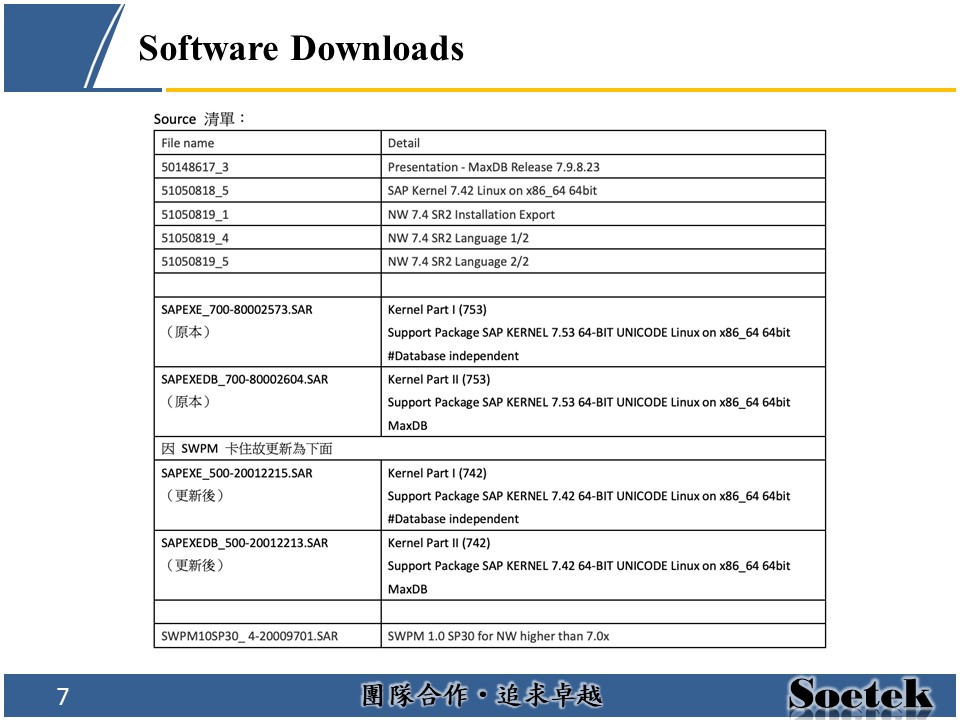 Software Downloads
Source 清單：
File name
Detail
50148617_3
Presentation - MaxDB Release 7.9.8.23
51050818_5
SAP Kernel 7.42 Linux on x86_64 64bit
51050819_1
NW 7.4 SR2 Installation Export
51050819_4
NW 7.4 SR2 Language 1/2
51050819_5
NW 7.4 SR2 Language 2/2
SAPEXE_700-80002573.SAR
（原本）
Kernel Part I (753)
Support Package SAP KERNEL 7.53 64-BIT UNICODE Linux on x86_64 64bit
#Database independent
SAPEXEDB_700-80002604.SAR
（原本）
Kernel Part II (753)
Support Package SAP KERNEL 7.53 64-BIT UNICODE Linux on x86_64 64bit
MaxDB
因 SWPM 卡住故更新為下面
SAPEXE_500-20012215.SAR
（更新後）
Kernel Part I (742)
Support Package SAP KERNEL 7.42 64-BIT UNICODE Linux on x86_64 64bit
#Database independent
SAPEXEDB_500-20012213.SAR
（更新後）
Kernel Part II (742)
Support Package SAP KERNEL 7.42 64-BIT UNICODE Linux on x86_64 64bit
MaxDB
SWPM10SP30_ 4-20009701.SAR
SWPM 1.0 SP30 for NW higher than 7.0x
7
團隊合作・追求卓越
Soetek